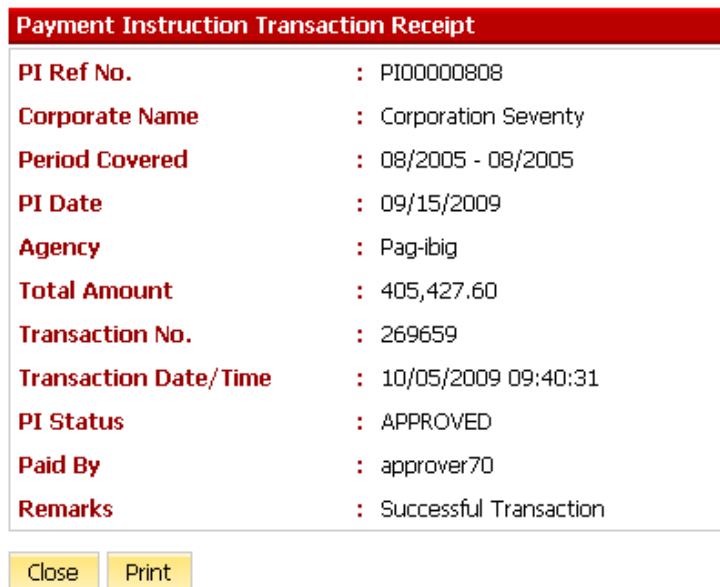 Payment Instruction Transaction Receipt
PI Ref No. : PI00000808
Corporate Name : Corporation Seventy
Period Covered : 08/2005 - 08/2005
PI Date : 09/15/2009
Agency : Pag-ibig
Total Amount : 405,427.60
Transaction No. : 269659
Transaction Date/Time : 10/05/2009 09:40:31
PI Status : APPROVED
Paid By : approver70
Remarks : Successful Transaction
Close Print